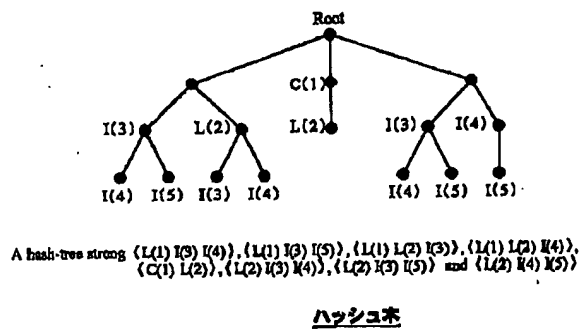 Root
C(1)
I(3) L(2) L(2) I(3) I(4)
I(4) I(5) I(3) I(4) I(4) I(5) I(5)
A hash-tree strong ⟨L(1) I(3) I(4)⟩, ⟨L(1) I(3) I(5)⟩, ⟨L(1) L(2) I(3)⟩, ⟨L(1) L(2) I(4)⟩,
⟨C(1) L(2)⟩, ⟨L(2) I(3) I(4)⟩, ⟨L(2) I(3) I(5)⟩ and ⟨L(2) I(4) I(5)⟩
ハッシュ木